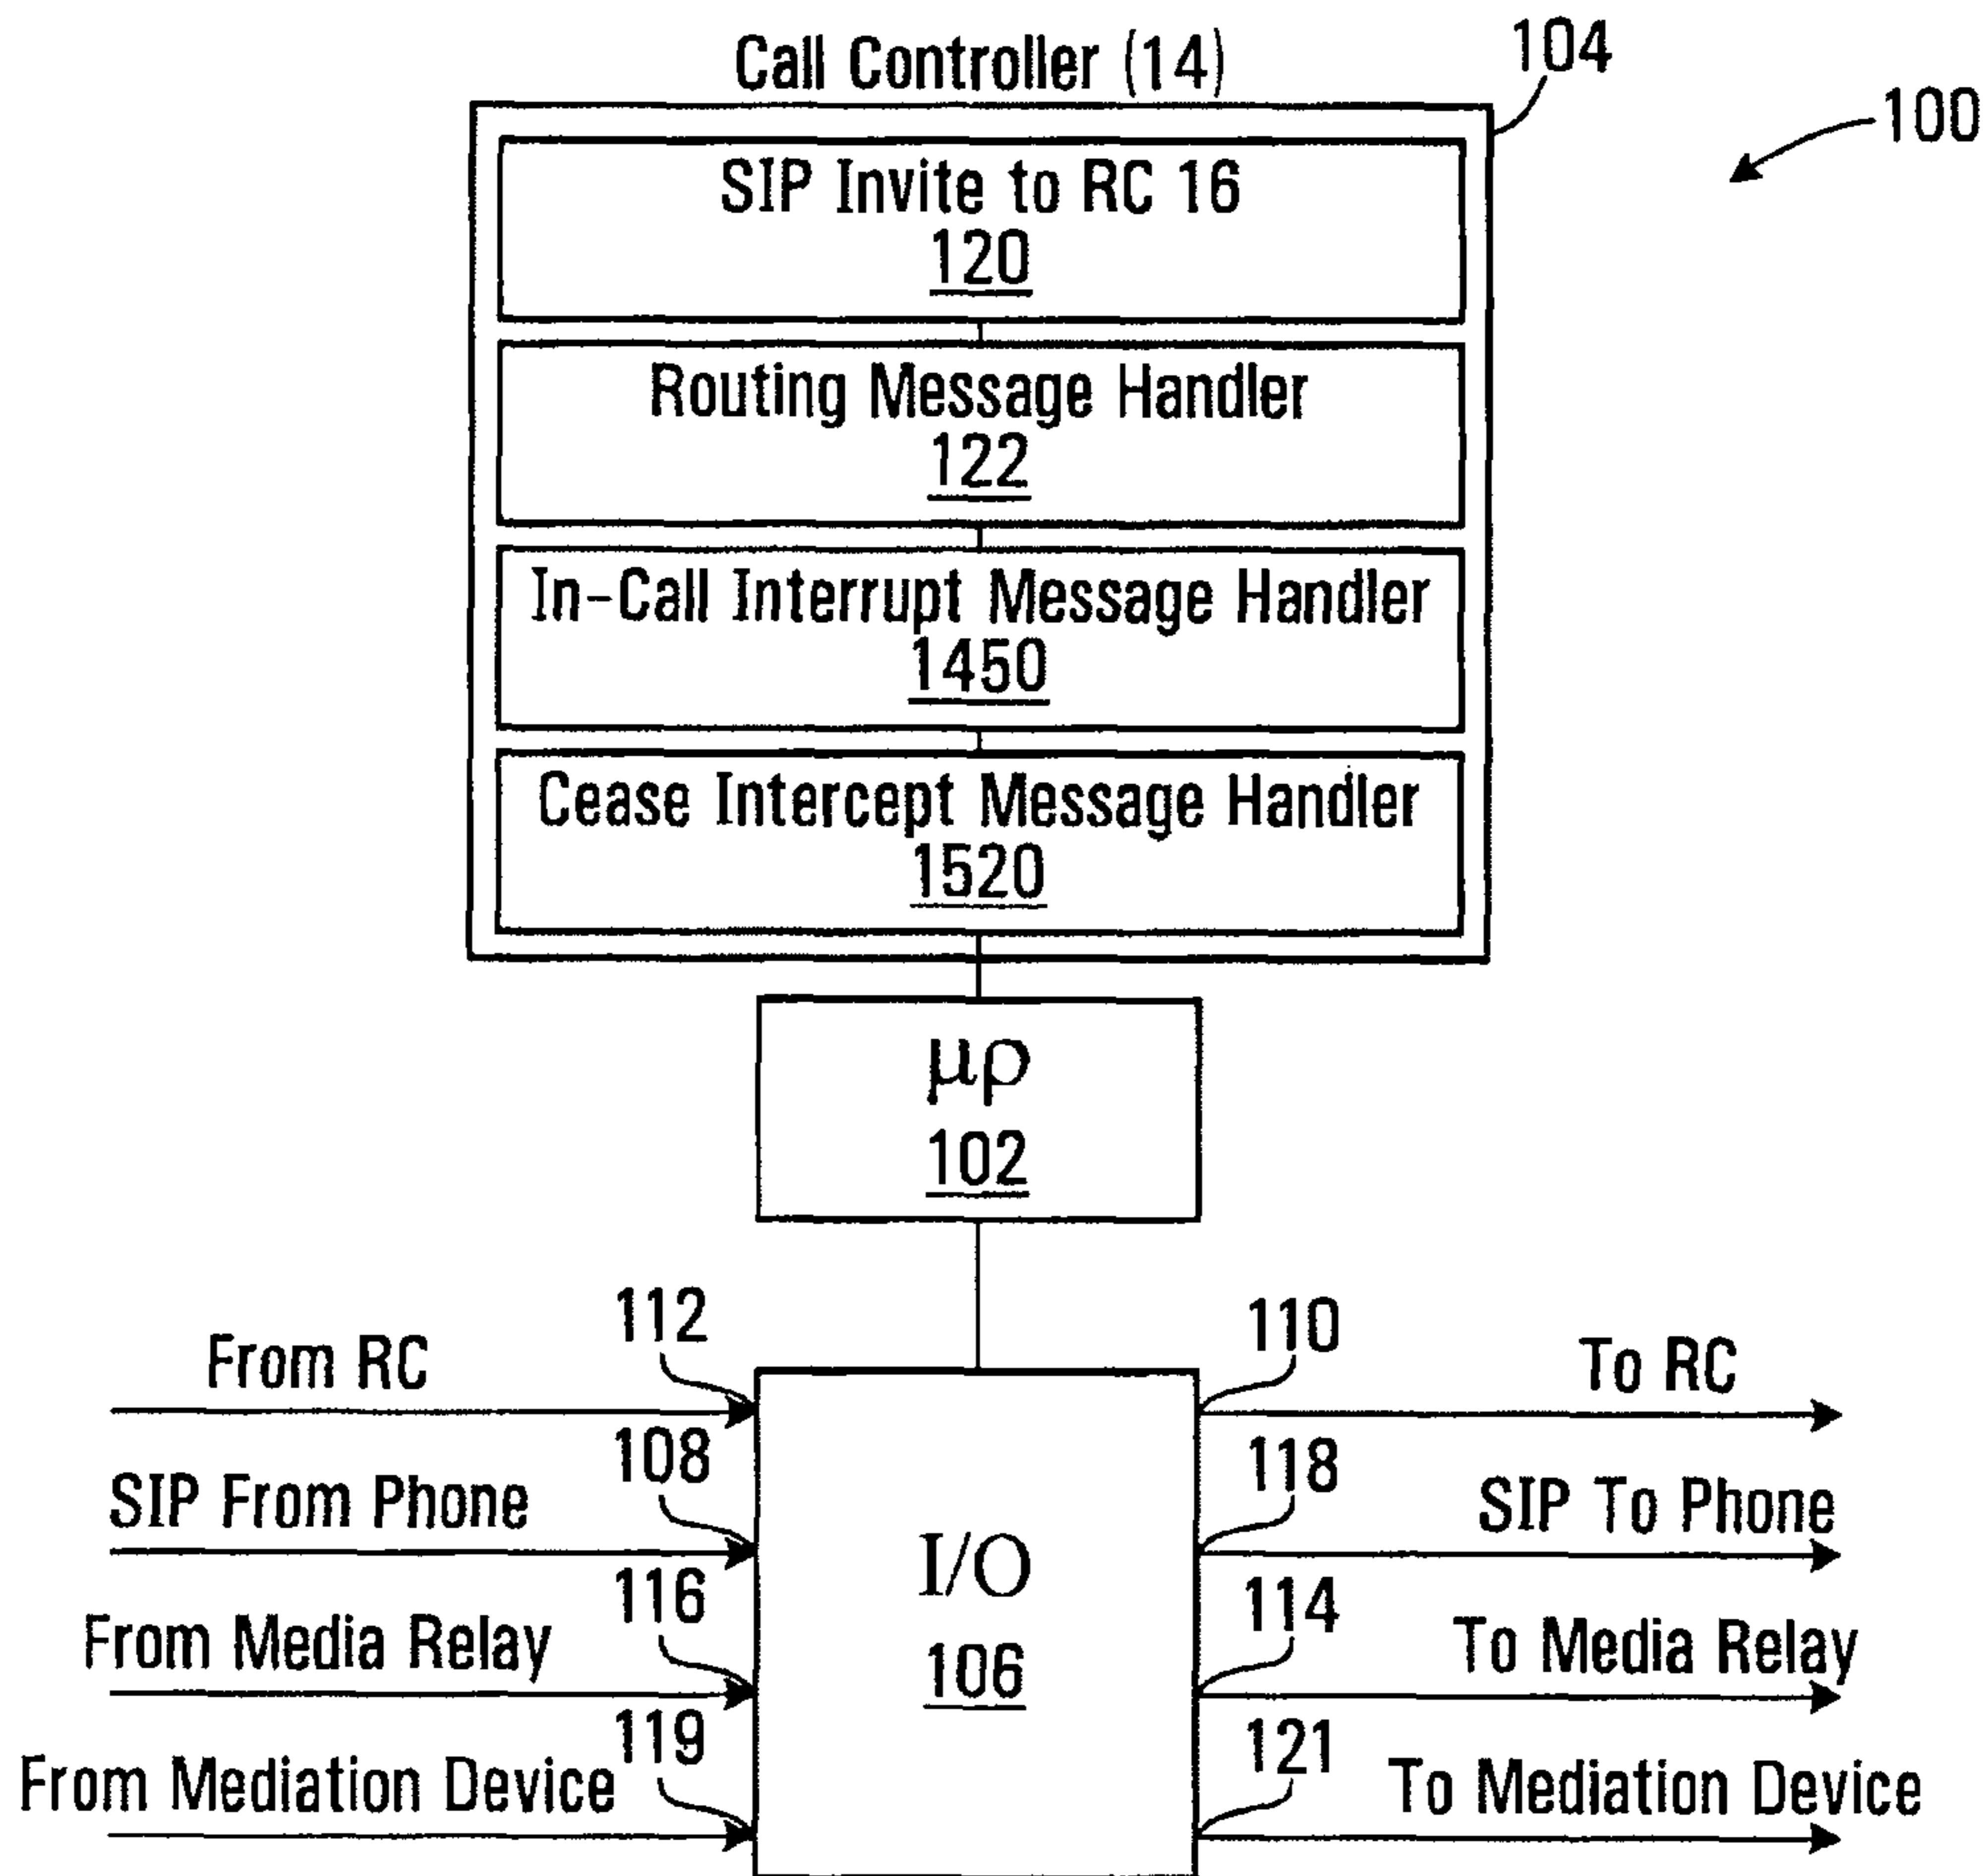 Call Controller (14)
104
100
SIP Invite to RC 16
120
Routing Message Handler
122
In-Call Interrupt Message Handler
1450
Cease Intercept Message Handler
1520
μρ
102
112
110
From RC
To RC
108
118
SIP From Phone
SIP To Phone
I/O
116
114
From Media Relay
To Media Relay
106
119
121
From Mediation Device
To Mediation Device